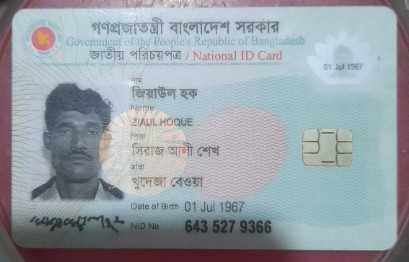 গণপ্রজাতন্ত্রী বাংলাদেশ সরকার
Government of the People's Republic of Bangladesh
জাতীয় পরিচয়পত্র / National ID Card
01 Jul 1967
নাম
জিয়াউল হক
Name
ZIAUL HOQUE
পিতা
সিরাজ আলী শেখ
মাতা
খুদেজা বেওয়া
Date of Birth 01 Jul 1967
NID No. 643 527 9366